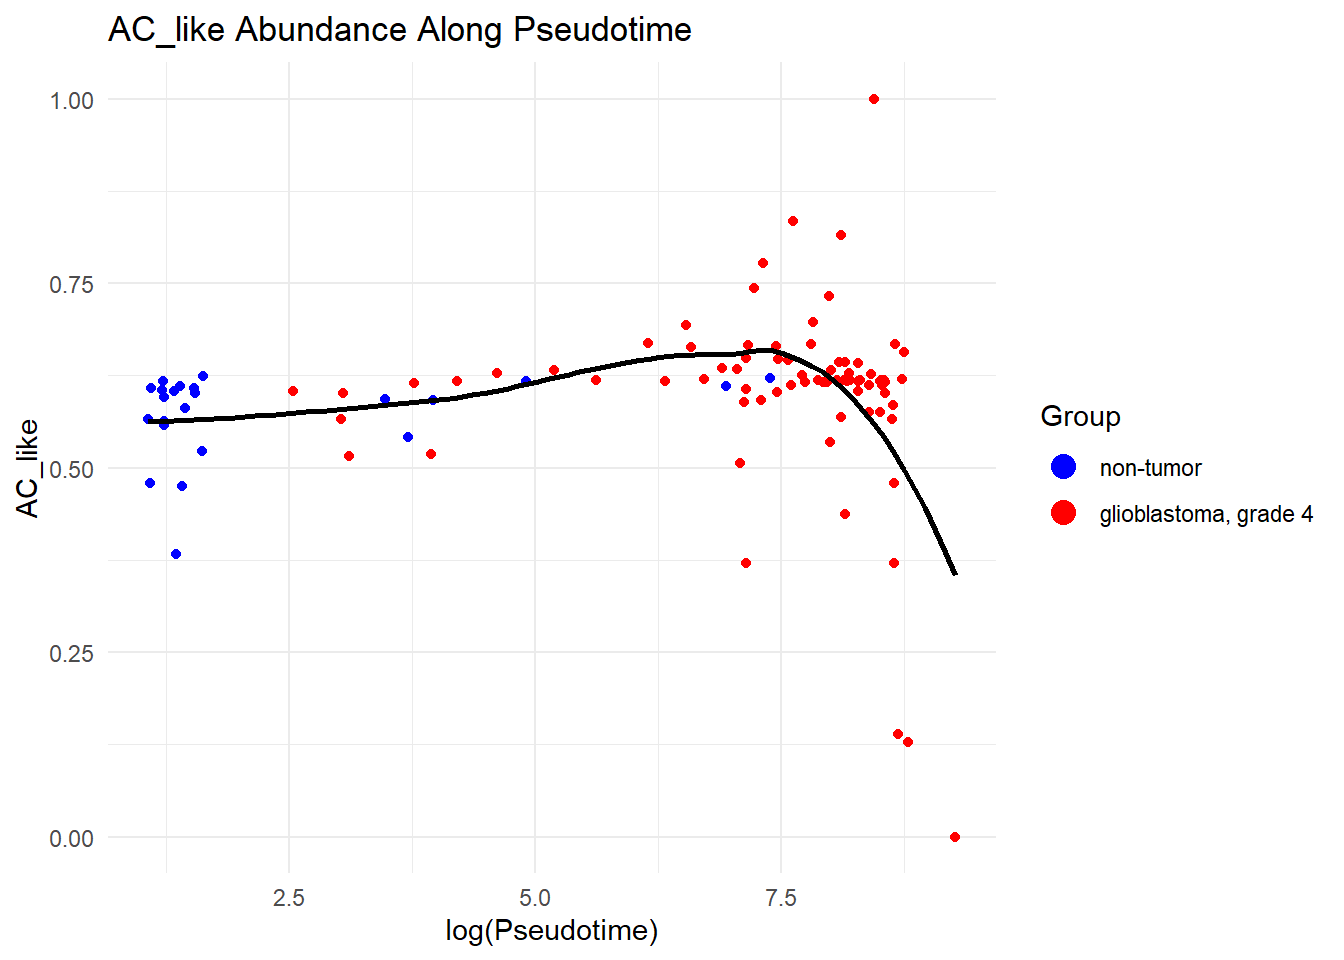 AC_like Abundance Along Pseudotime
1.00
0.75
0.50
0.25
0.00
AC_like
2.5 5.0 7.5
log(Pseudotime)
Group
non-tumor
glioblastoma, grade 4